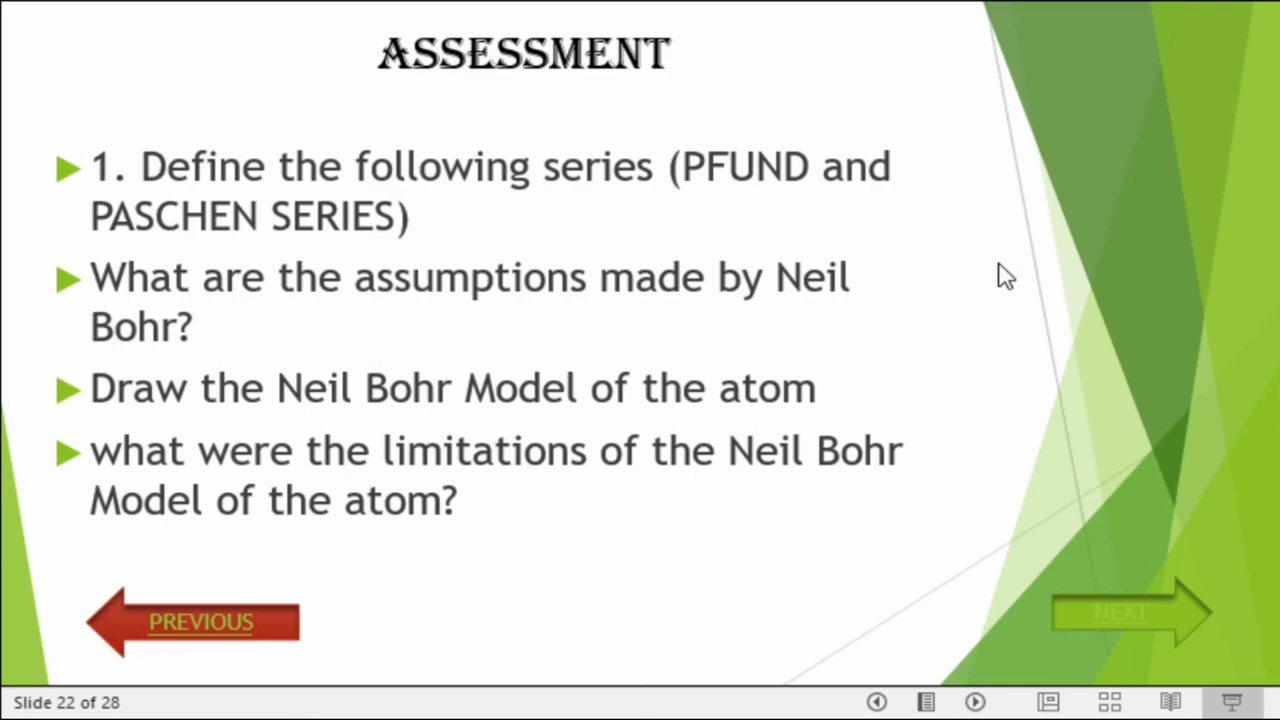 ASSESSMENT
1. Define the following series (PFUND and
PASCHEN SERIES)
What are the assumptions made by Neil
Bohr?
Draw the Neil Bohr Model of the atom
what were the limitations of the Neil Bohr
Model of the atom?
PREVIOUS
NEXT
Slide 22 of 28